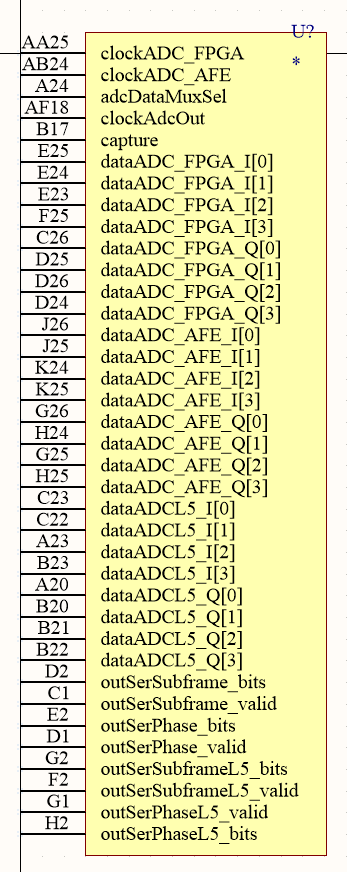 U?
*
AA25 clockADC_FPGA
AB24 clockADC_AFE
A24 adcDataMuxSel
AF18 clockAdcOut
B17 capture
E25 dataADC_FPGA_I[0]
E24 dataADC_FPGA_I[1]
E23 dataADC_FPGA_I[2]
F25 dataADC_FPGA_I[3]
C26 dataADC_FPGA_Q[0]
D25 dataADC_FPGA_Q[1]
D26 dataADC_FPGA_Q[2]
D24 dataADC_FPGA_Q[3]
J26 dataADC_AFE_I[0]
J25 dataADC_AFE_I[1]
K24 dataADC_AFE_I[2]
K25 dataADC_AFE_I[3]
G26 dataADC_AFE_Q[0]
H24 dataADC_AFE_Q[1]
G25 dataADC_AFE_Q[2]
H25 dataADC_AFE_Q[3]
C23 dataADCL5_I[0]
C22 dataADCL5_I[1]
A23 dataADCL5_I[2]
B23 dataADCL5_I[3]
A20 dataADCL5_Q[0]
B20 dataADCL5_Q[1]
B21 dataADCL5_Q[2]
B22 dataADCL5_Q[3]
D2 outSerSubframe_bits
C1 outSerSubframe_valid
E2 outSerPhase_bits
D1 outSerPhase_valid
G2 outSerSubframeL5_bits
F2 outSerSubframeL5_valid
G1 outSerPhaseL5_valid
H2 outSerPhaseL5_bits